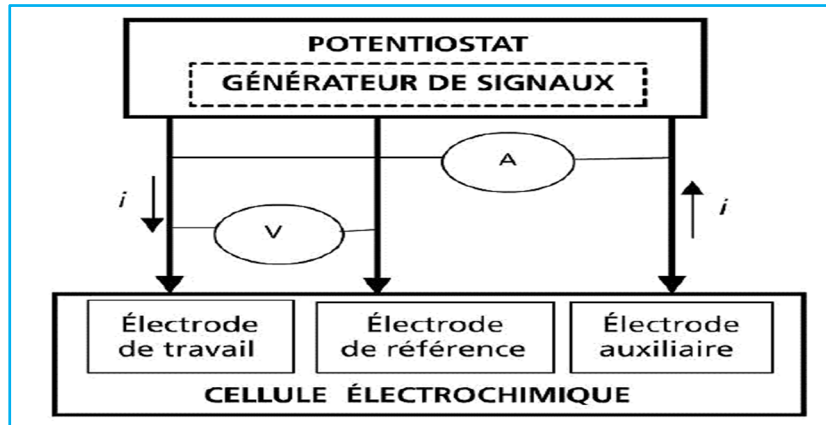 POTENTIOSTAT
GÉNÉRATEUR DE SIGNAUX
A
i
V
i
Électrode
de travail
Électrode
de référence
Électrode
auxiliaire
CELLULE ÉLECTROCHIMIQUE